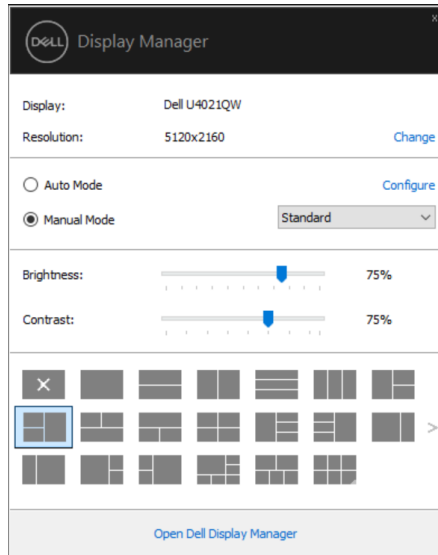 x
DELL Display Manager
Display: Dell U4021QW
Resolution: 5120x2160 Change
Auto Mode Configure
Manual Mode Standard
Brightness: 75%
Contrast: 75%
Open Dell Display Manager